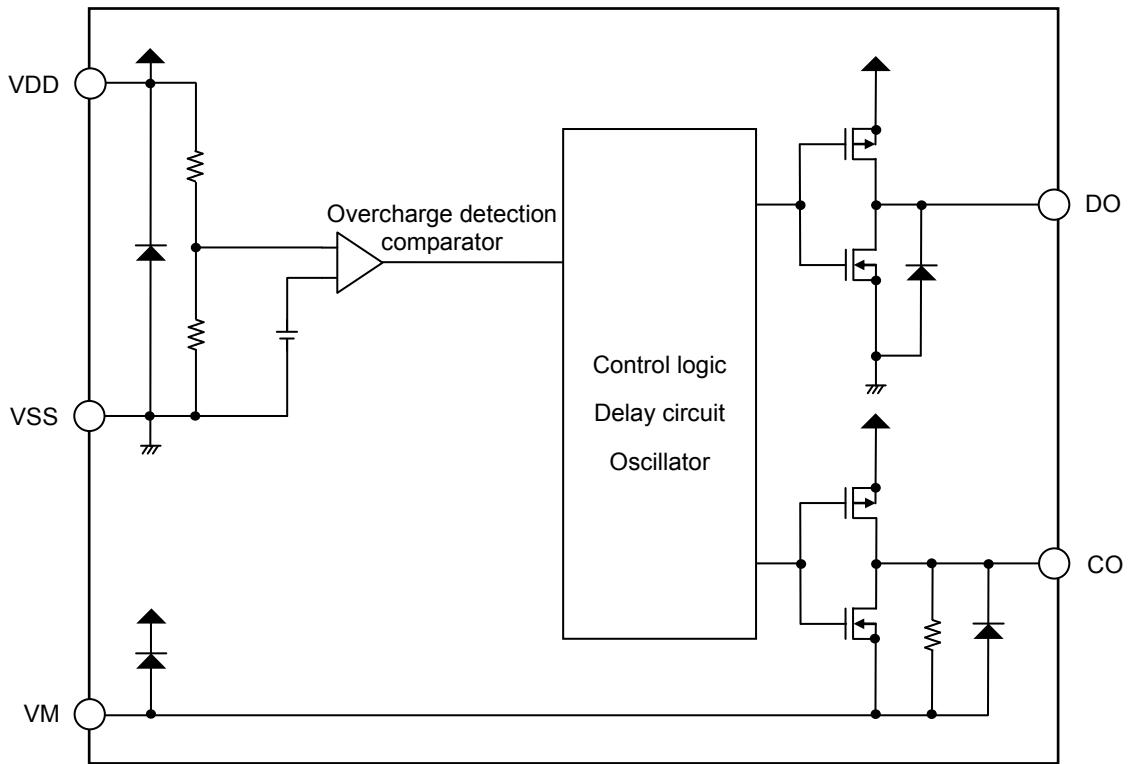 VDD
Overcharge detection
comparator
DO
Control logic
VSS
Delay circuit
Oscillator
CO
VM